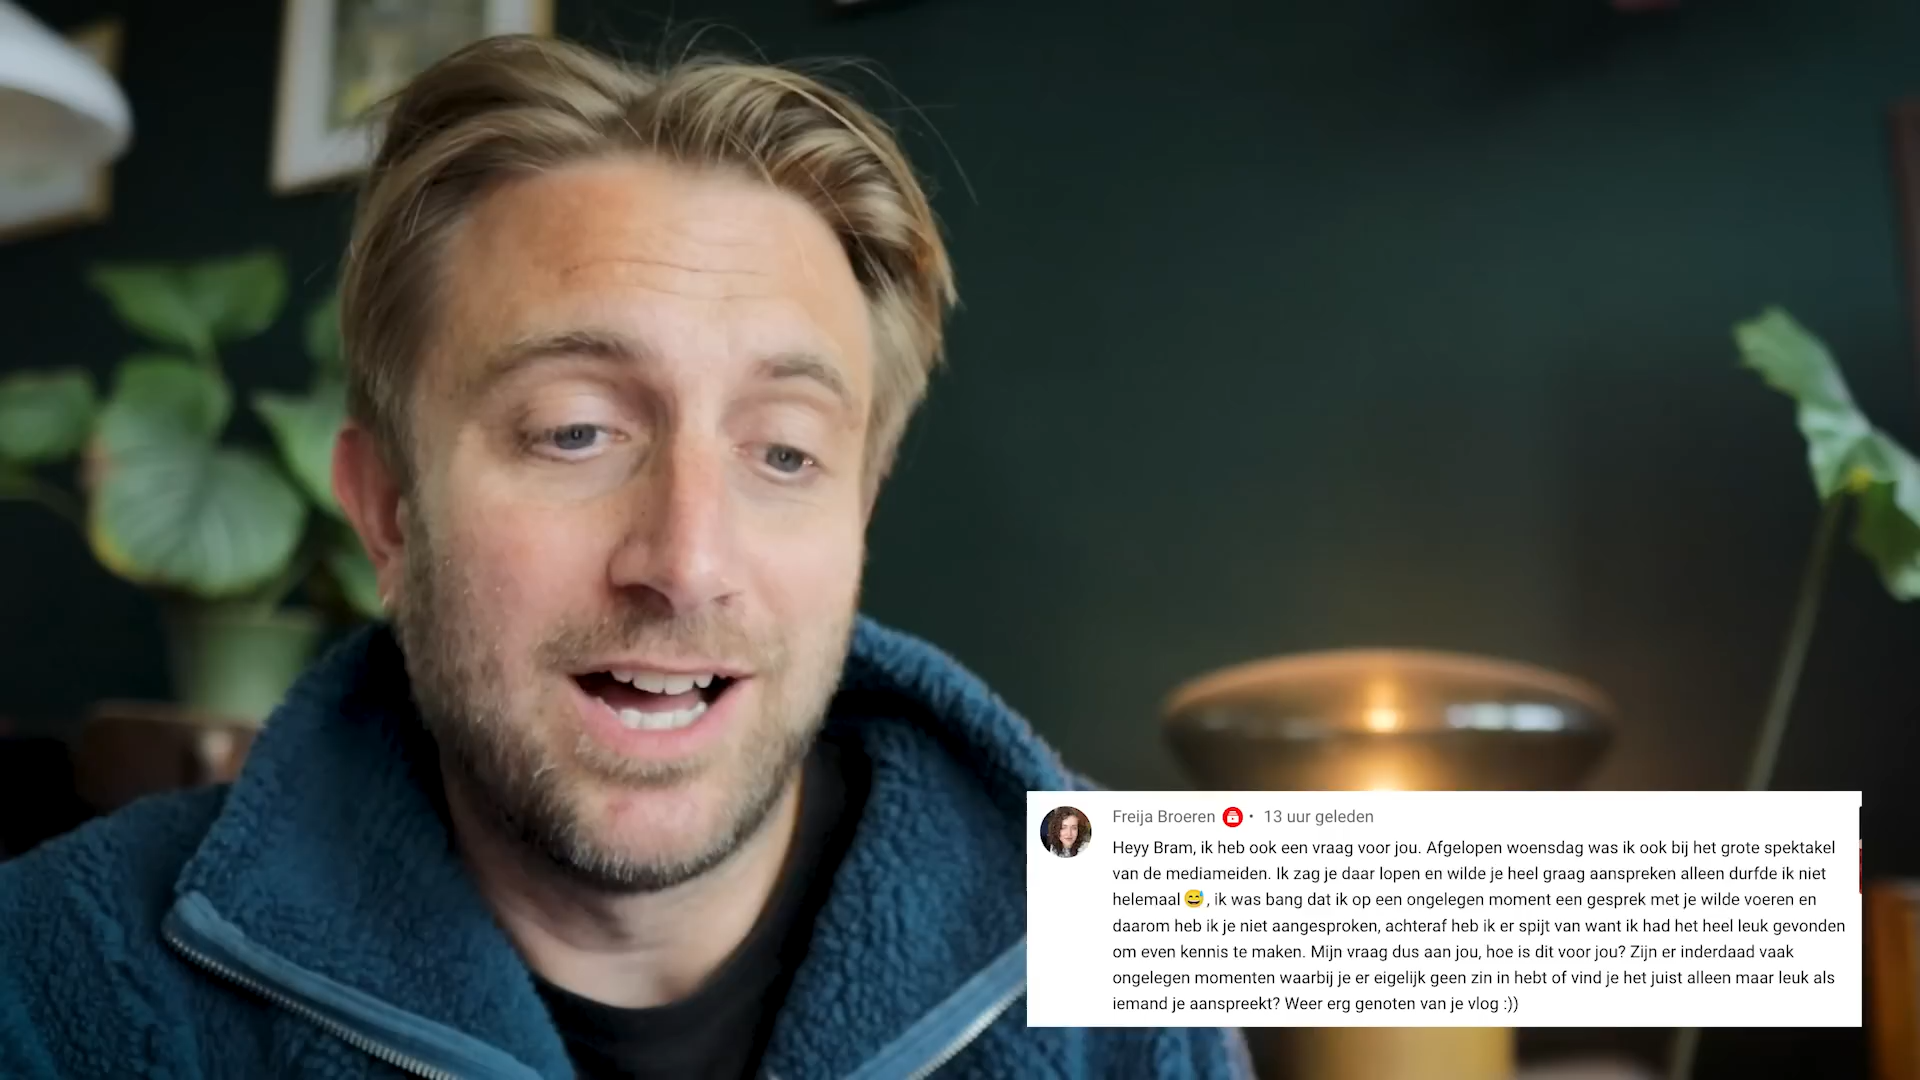 Freija Broeren • 13 uur geleden
Heyy Bram, ik heb ook een vraag voor jou. Afgelopen woensdag was ik ook bij het grote spektakel
van de mediameiden. Ik zag je daar lopen en wilde je heel graag aanspreken alleen durfde ik niet
helemaal😅, ik was bang dat ik op een ongelegen moment een gesprek met je wilde voeren en
daarom heb ik je niet aangesproken, achteraf heb ik er spijt van want ik had het heel leuk gevonden
om even kennis te maken. Mijn vraag dus aan jou, hoe is dit voor jou? Zijn er inderdaad vaak
ongelegen momenten waarbij je er eigelijk geen zin in hebt of vind je het juist alleen maar leuk als
iemand je aanspreekt? Weer erg genoten van je vlog :))